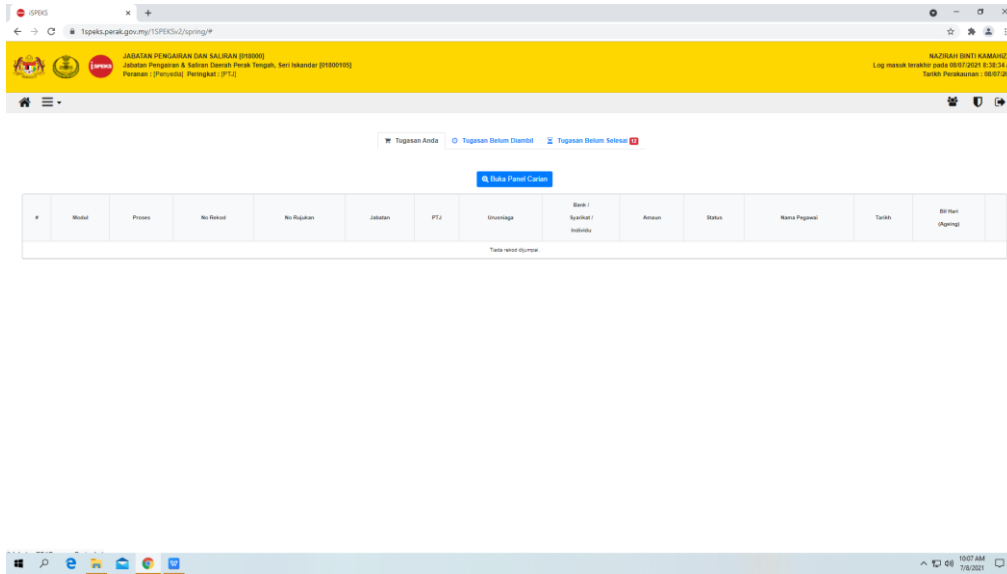 iSPEKS
1speks.perak.gov.my/1SPEKSv2/spring/#
iSPEKS
JABATAN PENGAIRAN DAN SALIRAN [018000]
Jabatan Pengairan & Saliran Daerah Perak Tengah, Seri Iskandar [01800105]
Peranan : [Penyedia] Peringkat : [PTJ]
NAZIRAH BINTI KAMAHIZ
Log masuk terakhir pada 08/07/2021 8:38:34
Tarikh Perakaunan : 08/07/20
Tugasan Anda
Tugasan Belum Diambil
Tugasan Belum Selesai 12
Buka Panel Carian
# Modul Proses No Rekod No Rujukan Jabatan PTJ Urusniaga Bank / Syarikat / Individu Amaun Status Nama Pegawai Tarikh Bil Hari (Ageing)
Tiada rekod dijumpai.
10:07 AM
7/8/2021